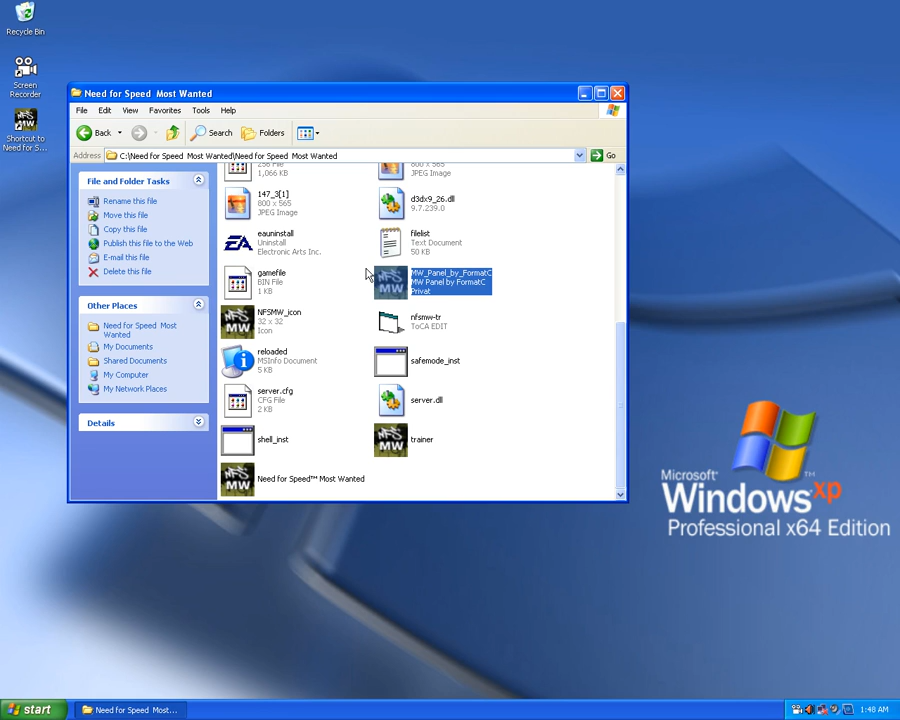 Recycle Bin
Screen
Recorder
Shortcut to
Need for S...
Need for Speed Most Wanted
File Edit View Favorites Tools Help
Back Search Folders
Address C:\Need for Speed Most Wanted\Need for Speed Most Wanted Go
File and Folder Tasks
Rename this file
Move this file
Copy this file
Publish this file to the Web
E-mail this file
Delete this file
Other Places
Need for Speed Most
Wanted
My Documents
Shared Documents
My Computer
My Network Places
Details
1,066 KB
800 x 565
JPEG Image
147_3[1]
800 x 565
JPEG Image
d3dx9_26.dll
9.7.239.0
eauninstall
Uninstall
Electronic Arts Inc.
filelist
Text Document
50 KB
gamefile
BIN File
1 KB
MW_Panel_by_FormatC
MW Panel by FormatC
Privat
NFSMW_icon
32 x 32
Icon
nfsmw-tr
ToCA EDIT
reloaded
MSInfo Document
5 KB
safemode_inst
server.cfg
CFG File
2 KB
server.dll
shell_inst
trainer
Need for Speed™ Most Wanted
Microsoft
Windows xp
Professional x64 Edition
start
Need for Speed Most...
1:48 AM